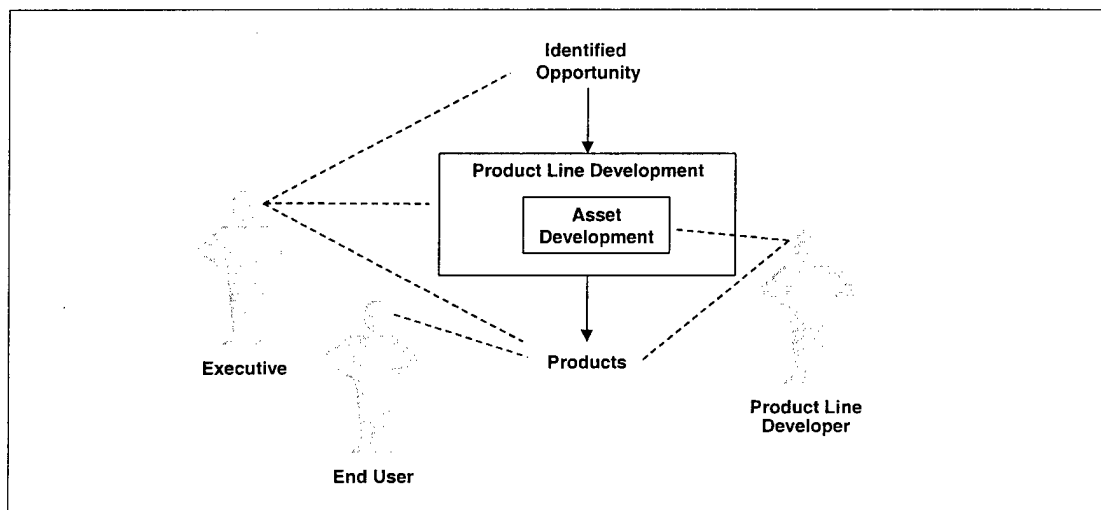 Identified
Opportunity
Product Line Development
Asset
Development
Products
Executive
End User
Product Line
Developer